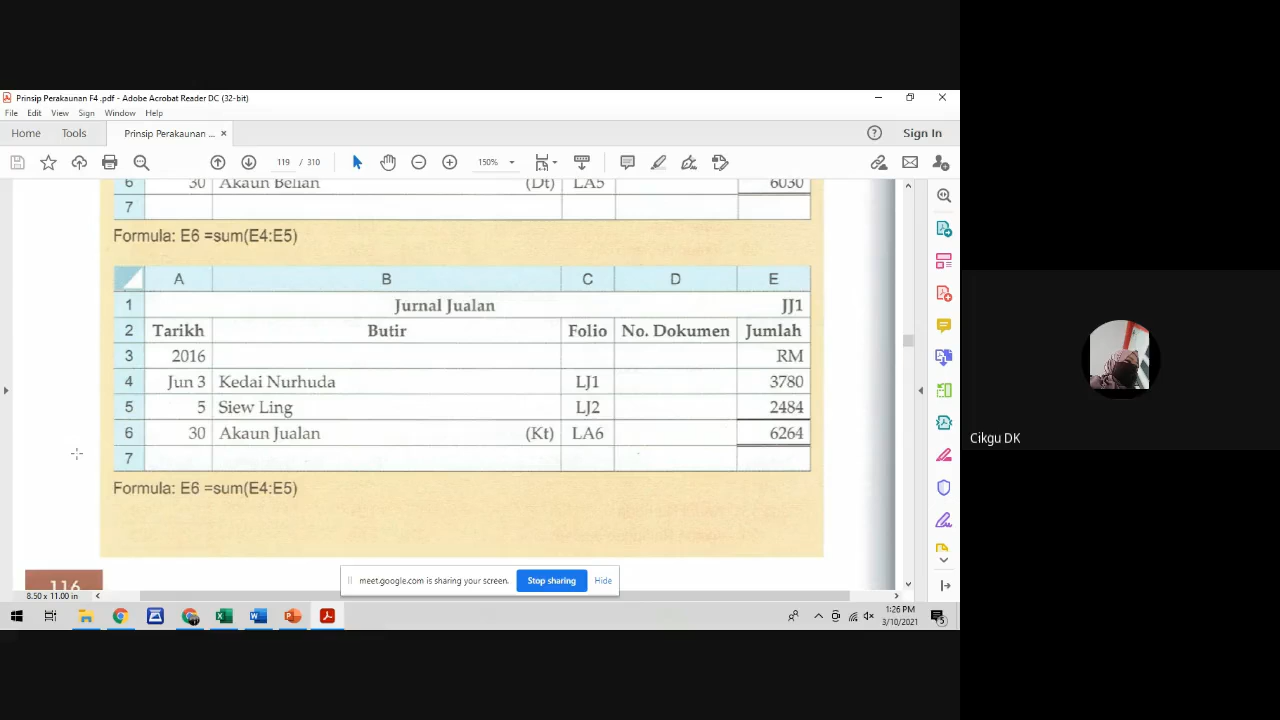 Prinsip Perakaunan F4 .pdf - Adobe Acrobat Reader DC (32-bit)
File Edit View Window Help
Home Tools Prinsip Perakaunan ... × Sign In
119 / 310 150%
6 30 Akaun Belian (Dt) LA5 6030
7
Formula: E6 =sum(E4:E5)
A B C D E
1 Jurnal Jualan JJ1
2 Tarikh Butir Folio No. Dokumen Jumlah
3 2016 RM
4 Jun 3 Kedai Nurhuda LJ1 3780
5 5 Siew Ling LJ2 2484
6 30 Akaun Jualan (Kt) LA6 6264
7
Formula: E6 =sum(E4:E5)
116
meet.google.com is sharing your screen. Stop sharing Hide
8.50 x 11.00 in
1:26 PM
3/10/2021
5
Cikgu DK